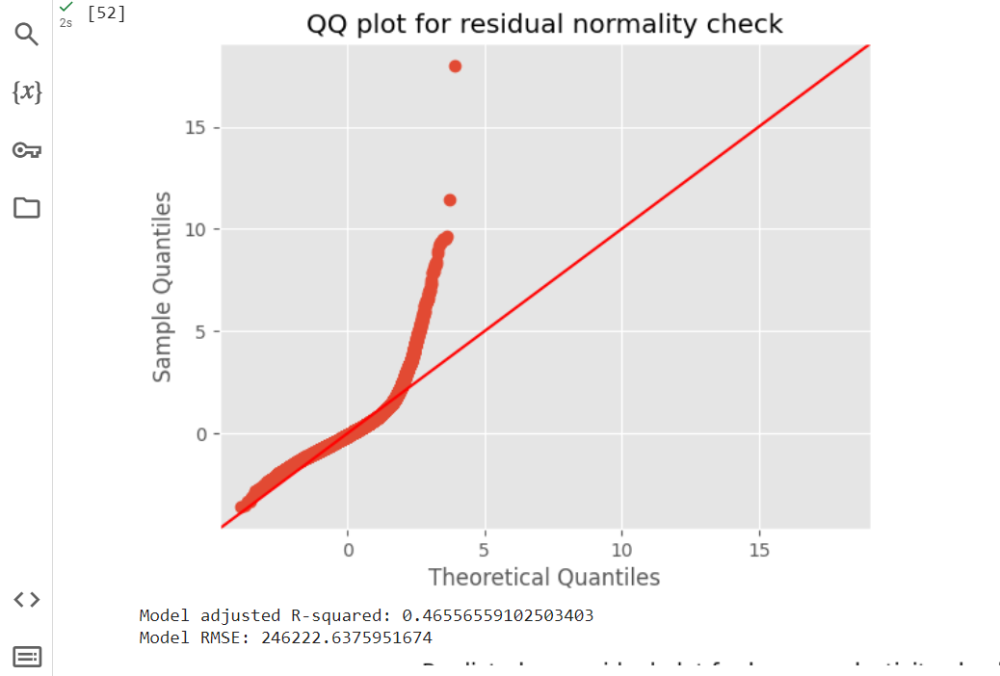 [52]
2s
{x}
QQ plot for residual normality check
15
10
5
0
Sample Quantiles
0 5 10 15
Theoretical Quantiles
Model adjusted R-squared: 0.46556559102503403
Model RMSE: 246222.6375951674